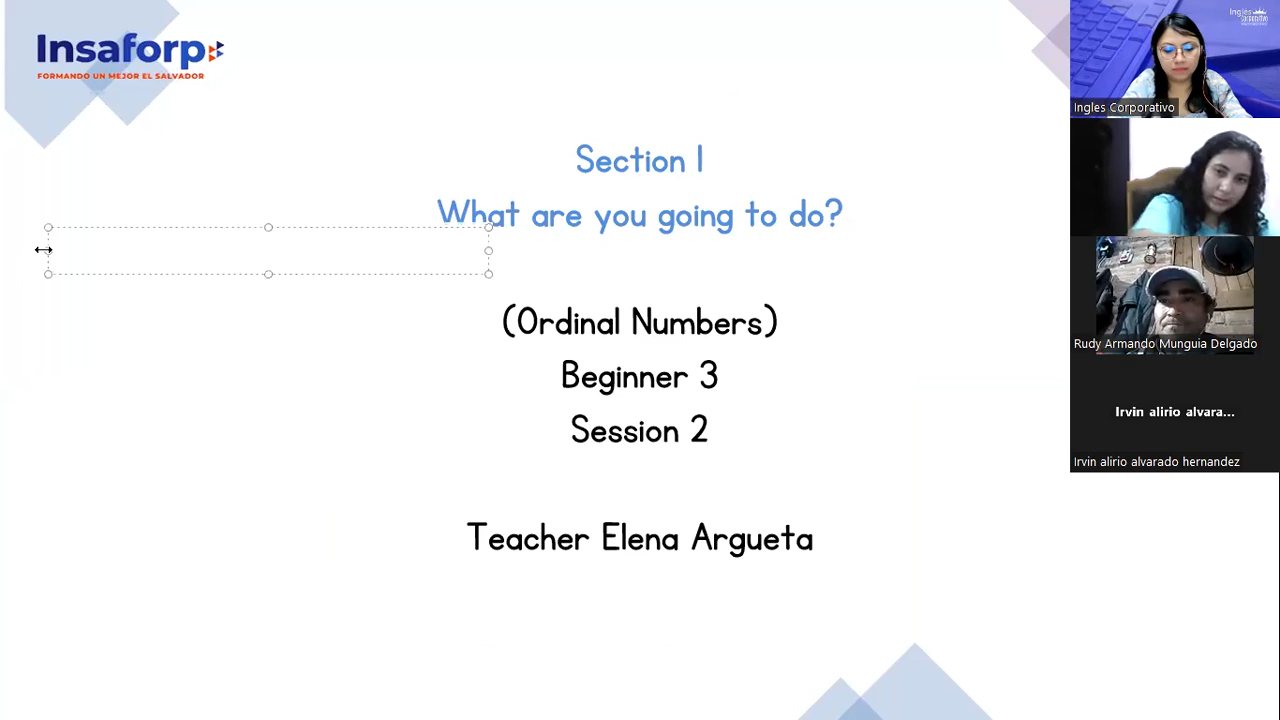 Insaforp
FORMANDO UN MEJOR EL SALVADOR
Section 1
What are you going to do?
(Ordinal Numbers)
Beginner 3
Session 2
Teacher Elena Argueta
Ingles Corporativo
Rudy Armando Munguia Delgado
Irvin alirio alvara...
Irvin alirio alvarado hernandez